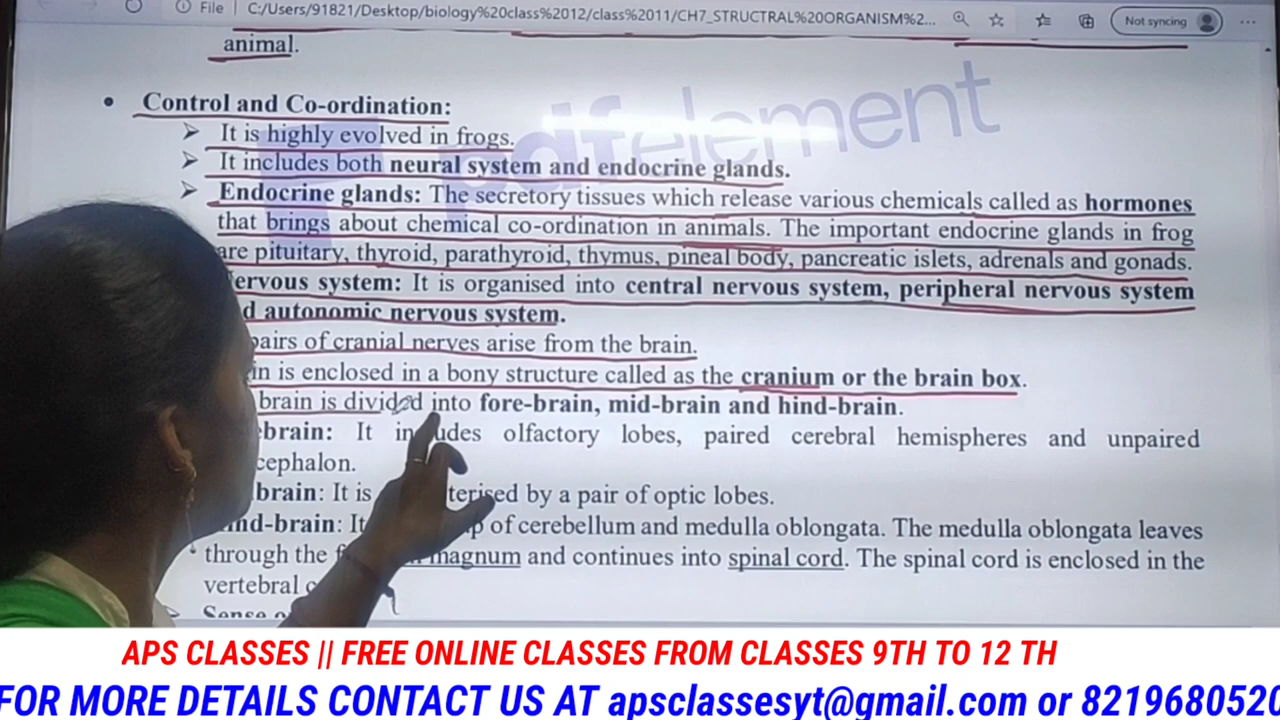 File | C:/Users/91821/Desktop/biology%20class%2012/class%2011/CH7_STRUCTRAL%20ORGANISM%2...
Not syncing
animal.
pdfelement
• Control and Co-ordination:
➤ It is highly evolved in frogs.
➤ It includes both neural system and endocrine glands.
➤ Endocrine glands: The secretory tissues which release various chemicals called as hormones
that brings about chemical co-ordination in animals. The important endocrine glands in frog
are pituitary, thyroid, parathyroid, thymus, pineal body, pancreatic islets, adrenals and gonads.
ervous system: It is organised into central nervous system, peripheral nervous system
d autonomic nervous system.
pairs of cranial nerves arise from the brain.
in is enclosed in a bony structure called as the cranium or the brain box.
brain is divided into fore-brain, mid-brain and hind-brain.
ebrain: It includes olfactory lobes, paired cerebral hemispheres and unpaired
cephalon.
brain: It is terised by a pair of optic lobes.
ind-brain: It p of cerebellum and medulla oblongata. The medulla oblongata leaves
through the magnum and continues into spinal cord. The spinal cord is enclosed in the
vertebral c
Sense o
APS CLASSES || FREE ONLINE CLASSES FROM CLASSES 9TH TO 12 TH
FOR MORE DETAILS CONTACT US AT apsclassesyt@gmail.com or 8219680520